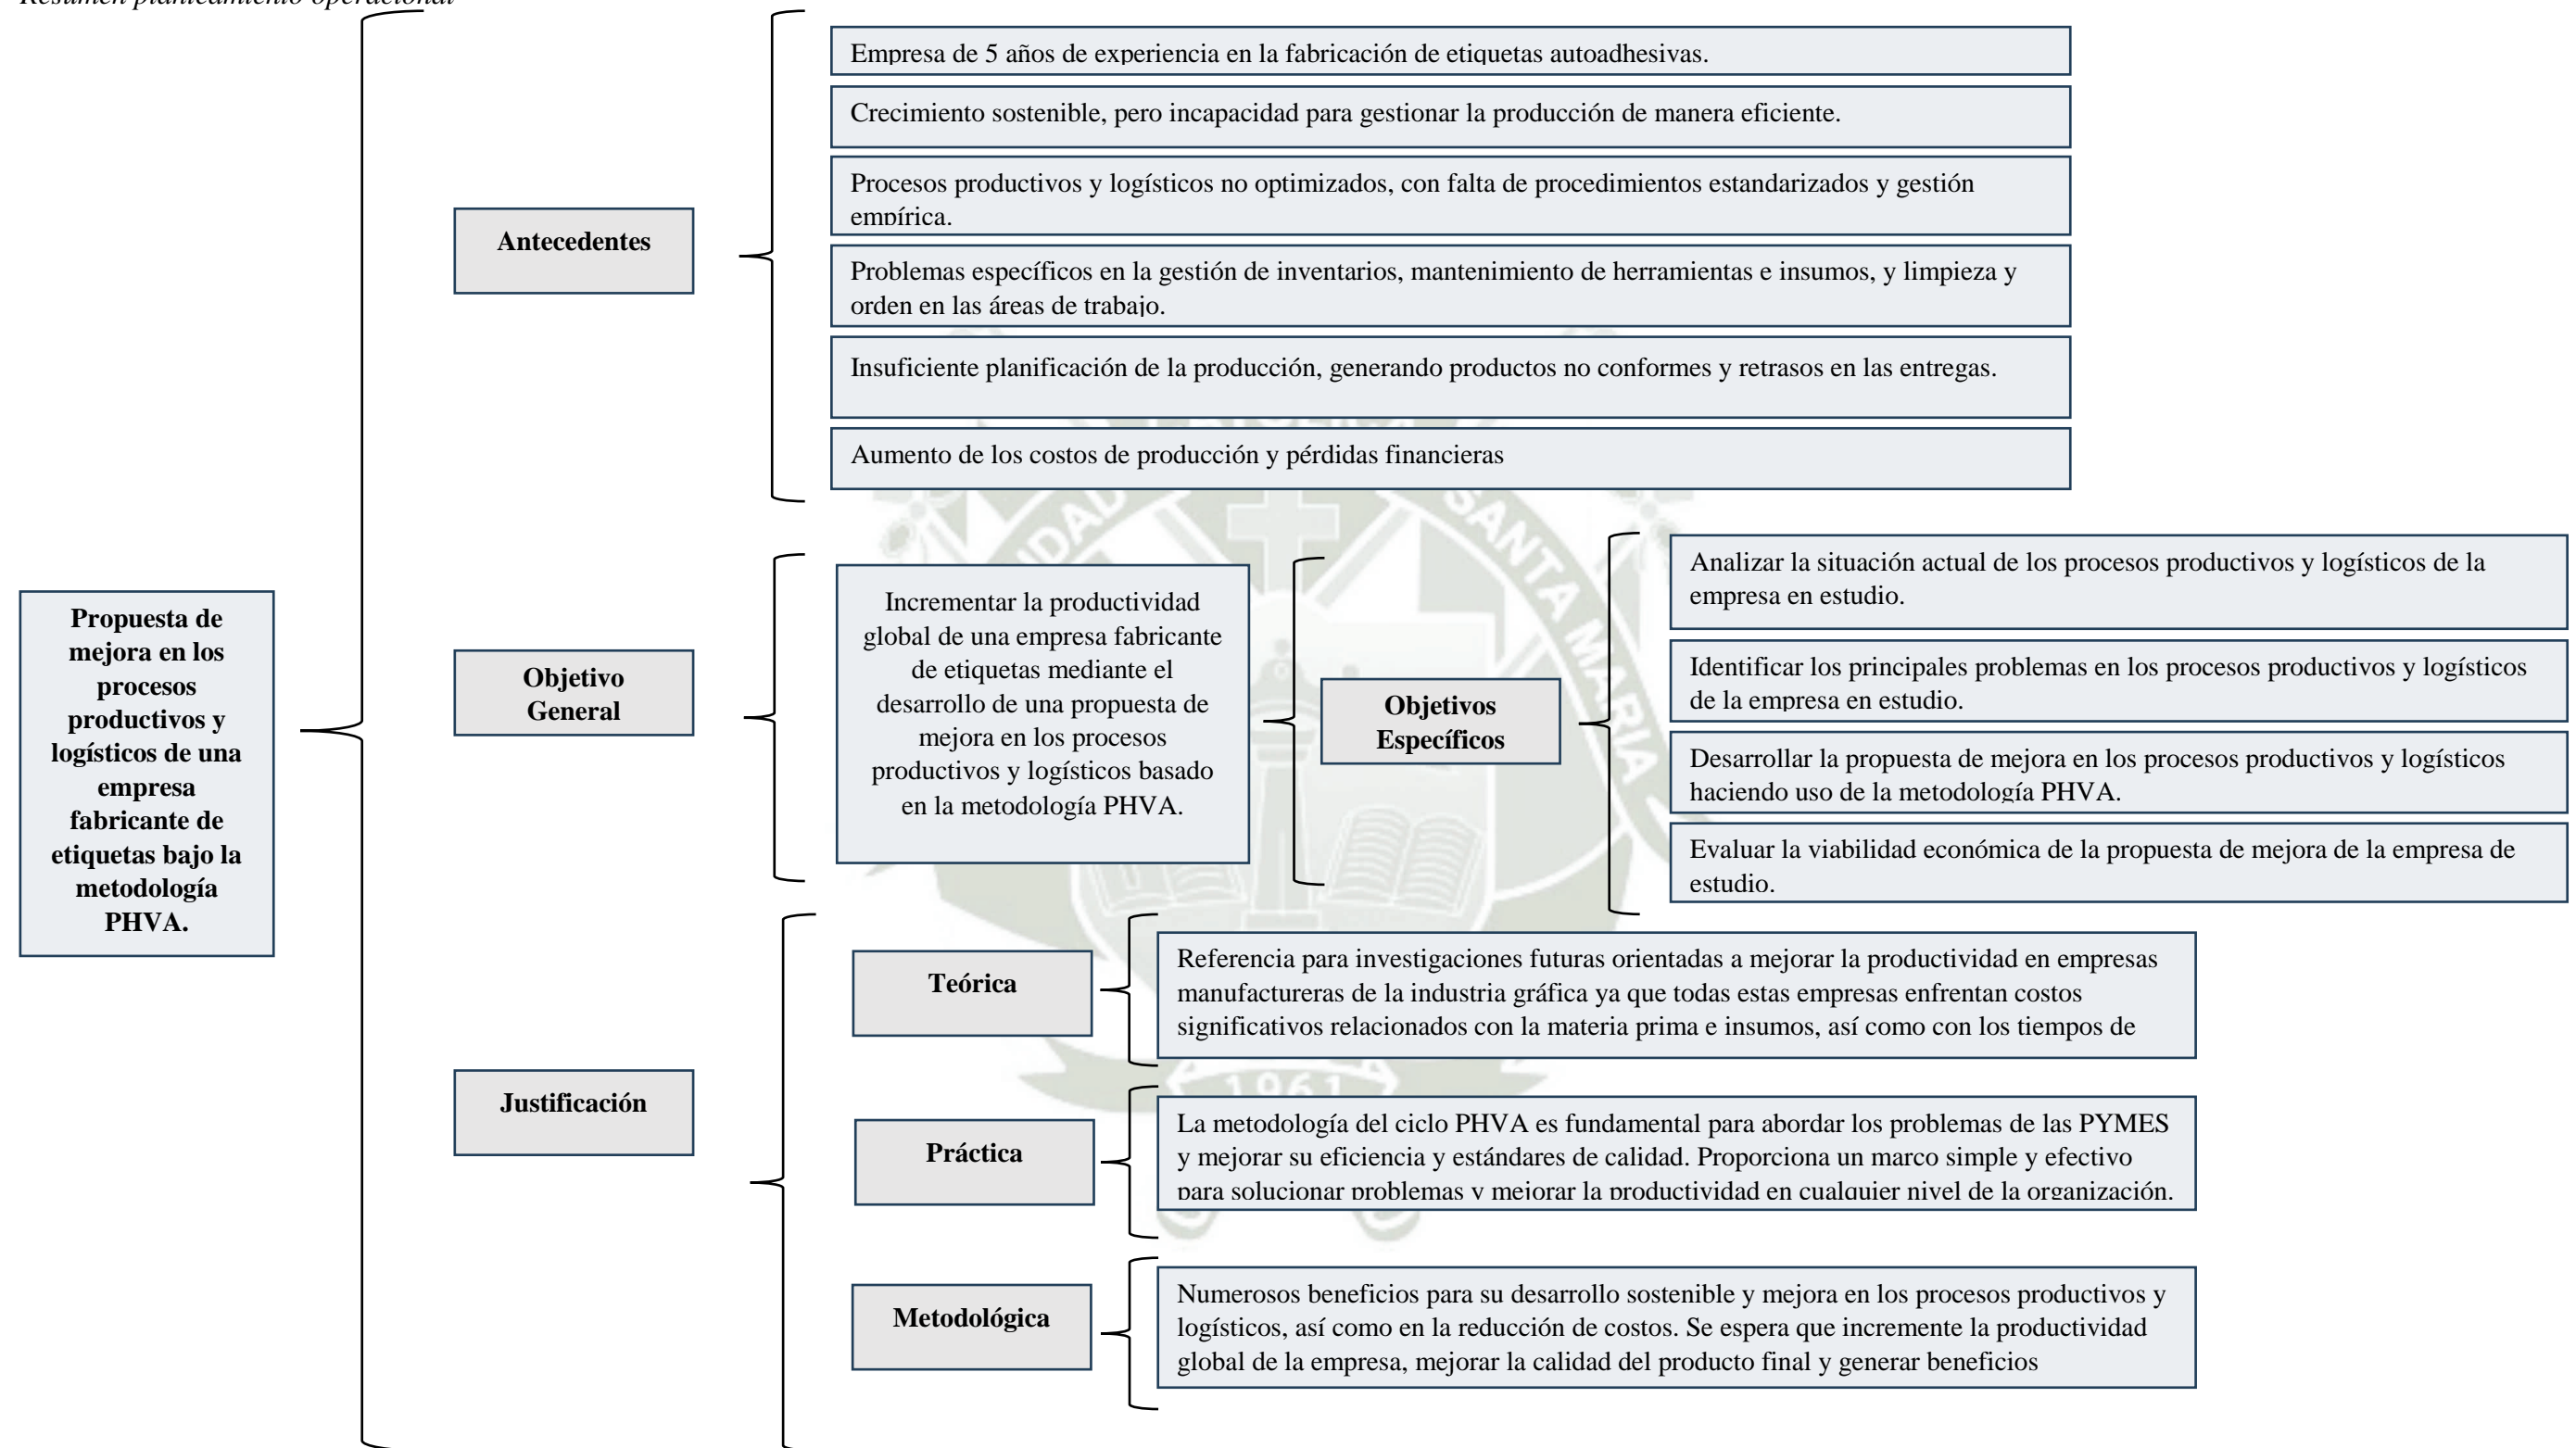 Resumen planteamiento operacional
Propuesta de
mejora en los
procesos
productivos y
logísticos de una
empresa
fabricante de
etiquetas bajo la
metodología
PHVA.
Antecedentes
Empresa de 5 años de experiencia en la fabricación de etiquetas autoadhesivas.
Crecimiento sostenible, pero incapacidad para gestionar la producción de manera eficiente.
Procesos productivos y logísticos no optimizados, con falta de procedimientos estandarizados y gestión
empírica.
Problemas específicos en la gestión de inventarios, mantenimiento de herramientas e insumos, y limpieza y
orden en las áreas de trabajo.
Insuficiente planificación de la producción, generando productos no conformes y retrasos en las entregas.
Aumento de los costos de producción y pérdidas financieras
Objetivo
General
Incrementar la productividad
global de una empresa fabricante
de etiquetas mediante el
desarrollo de una propuesta de
mejora en los procesos
productivos y logísticos basado
en la metodología PHVA.
Objetivos
Específicos
Analizar la situación actual de los procesos productivos y logísticos de la
empresa en estudio.
Identificar los principales problemas en los procesos productivos y logísticos
de la empresa en estudio.
Desarrollar la propuesta de mejora en los procesos productivos y logísticos
haciendo uso de la metodología PHVA.
Evaluar la viabilidad económica de la propuesta de mejora de la empresa de
estudio.
Justificación
Teórica
Referencia para investigaciones futuras orientadas a mejorar la productividad en empresas
manufactureras de la industria gráfica ya que todas estas empresas enfrentan costos
significativos relacionados con la materia prima e insumos, así como con los tiempos de
Práctica
La metodología del ciclo PHVA es fundamental para abordar los problemas de las PYMES
y mejorar su eficiencia y estándares de calidad. Proporciona un marco simple y efectivo
para solucionar problemas y mejorar la productividad en cualquier nivel de la organización.
Metodológica
Numerosos beneficios para su desarrollo sostenible y mejora en los procesos productivos y
logísticos, así como en la reducción de costos. Se espera que incremente la productividad
global de la empresa, mejorar la calidad del producto final y generar beneficios
SANTA MARIA
1961